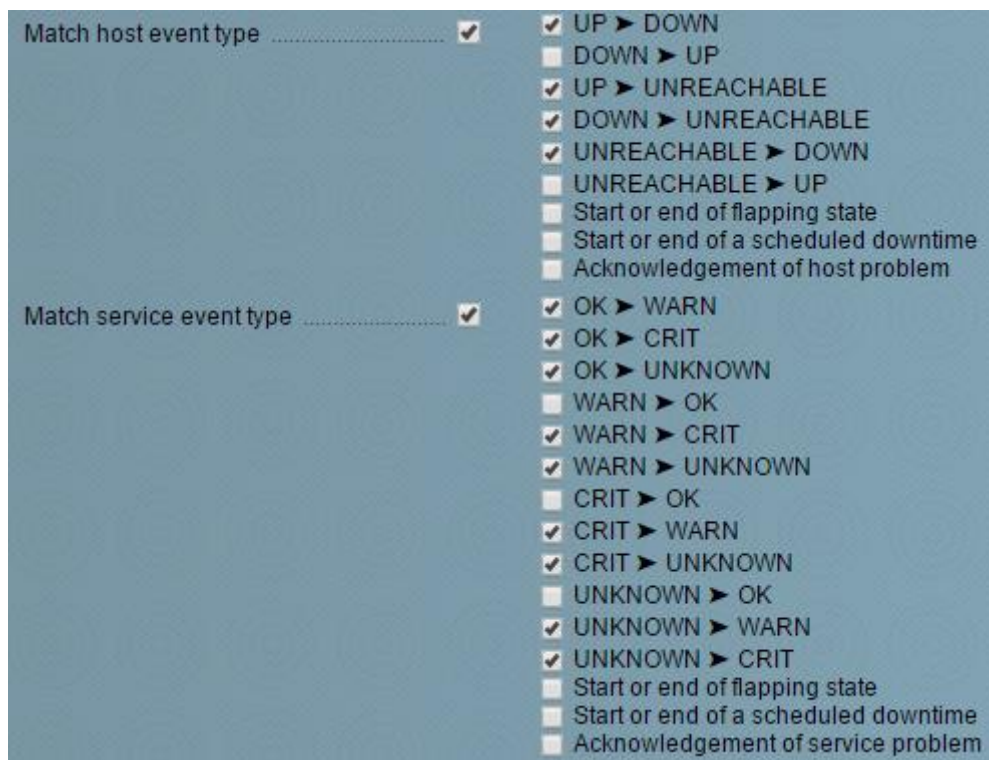 Match host event type
UP ➤ DOWN
DOWN ➤ UP
UP ➤ UNREACHABLE
DOWN ➤ UNREACHABLE
UNREACHABLE ➤ DOWN
UNREACHABLE ➤ UP
Start or end of flapping state
Start or end of a scheduled downtime
Acknowledgement of host problem
Match service event type
OK ➤ WARN
OK ➤ CRIT
OK ➤ UNKNOWN
WARN ➤ OK
WARN ➤ CRIT
WARN ➤ UNKNOWN
CRIT ➤ OK
CRIT ➤ WARN
CRIT ➤ UNKNOWN
UNKNOWN ➤ OK
UNKNOWN ➤ WARN
UNKNOWN ➤ CRIT
Start or end of flapping state
Start or end of a scheduled downtime
Acknowledgement of service problem